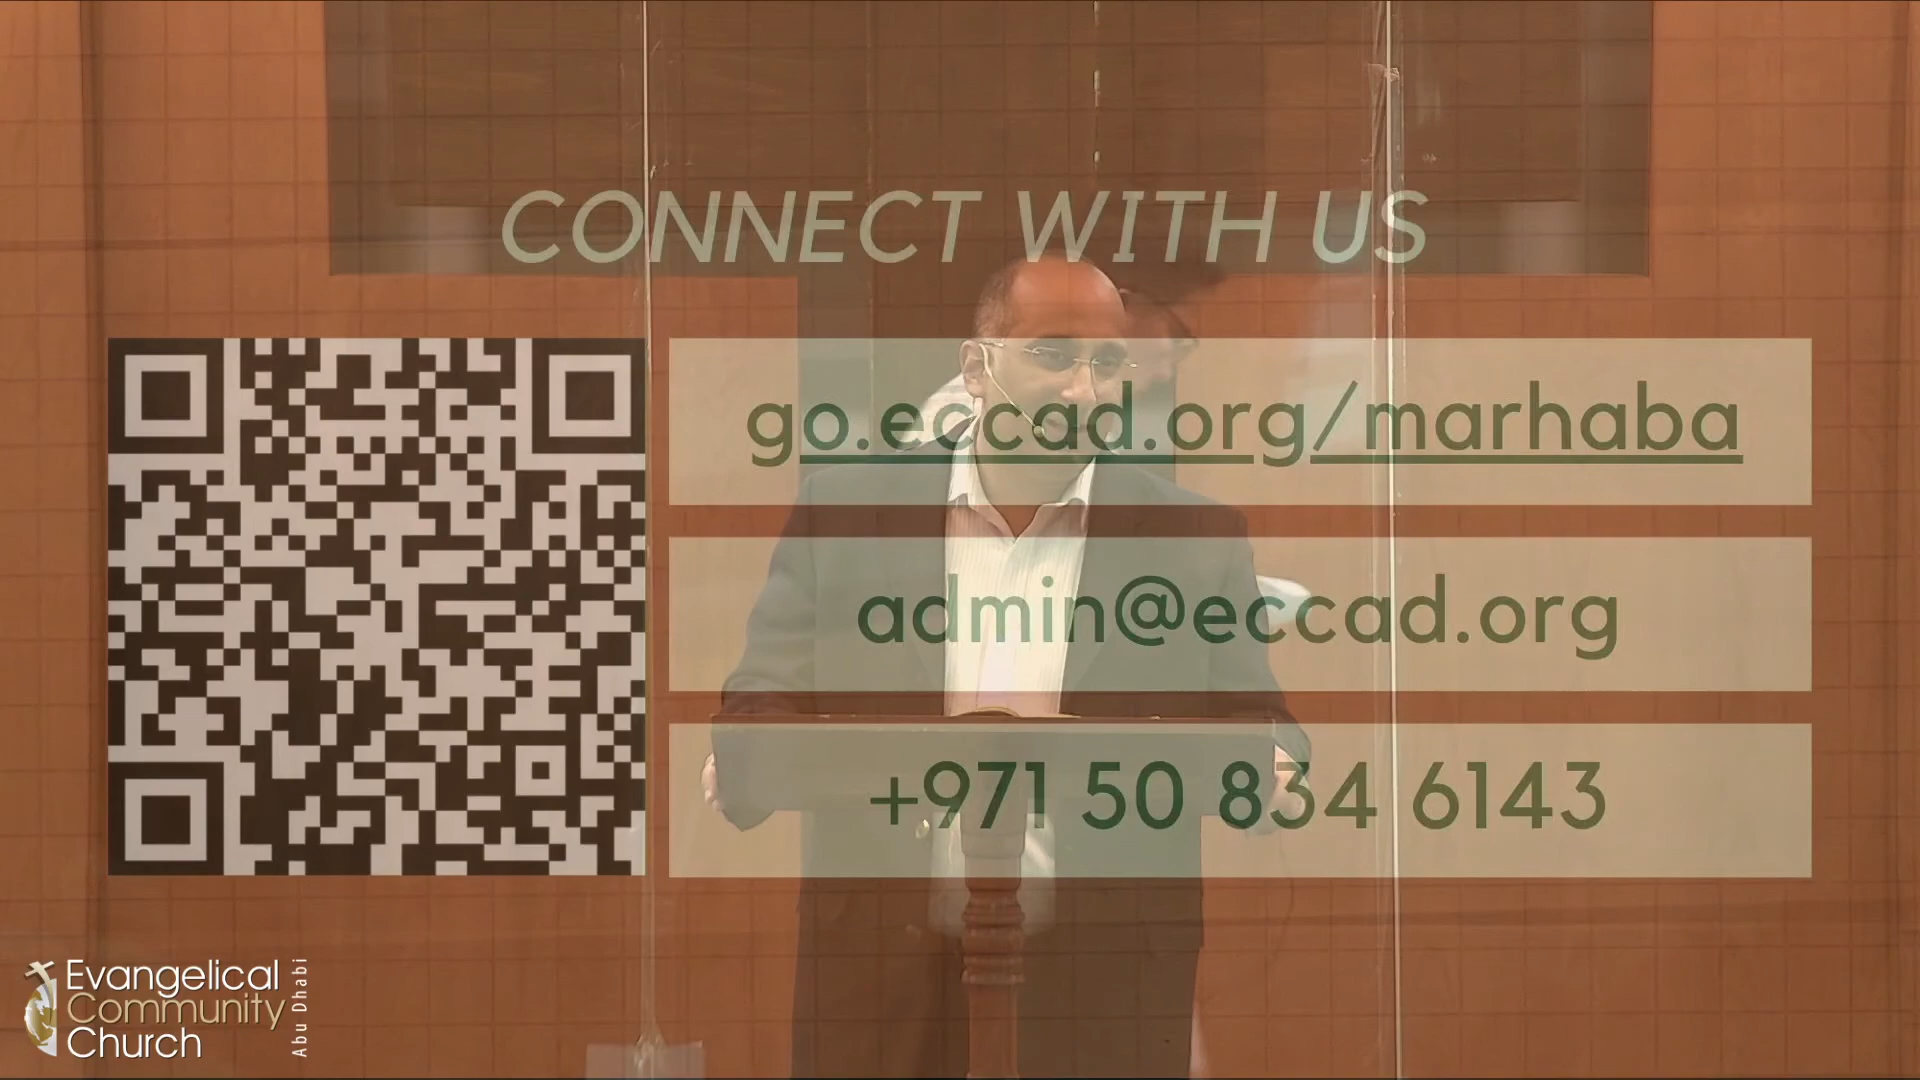 CONNECT WITH US
go.eccad.org/marhaba
admin@eccad.org
+971 50 834 6143
Evangelical
Community
Church
Abu Dhabi